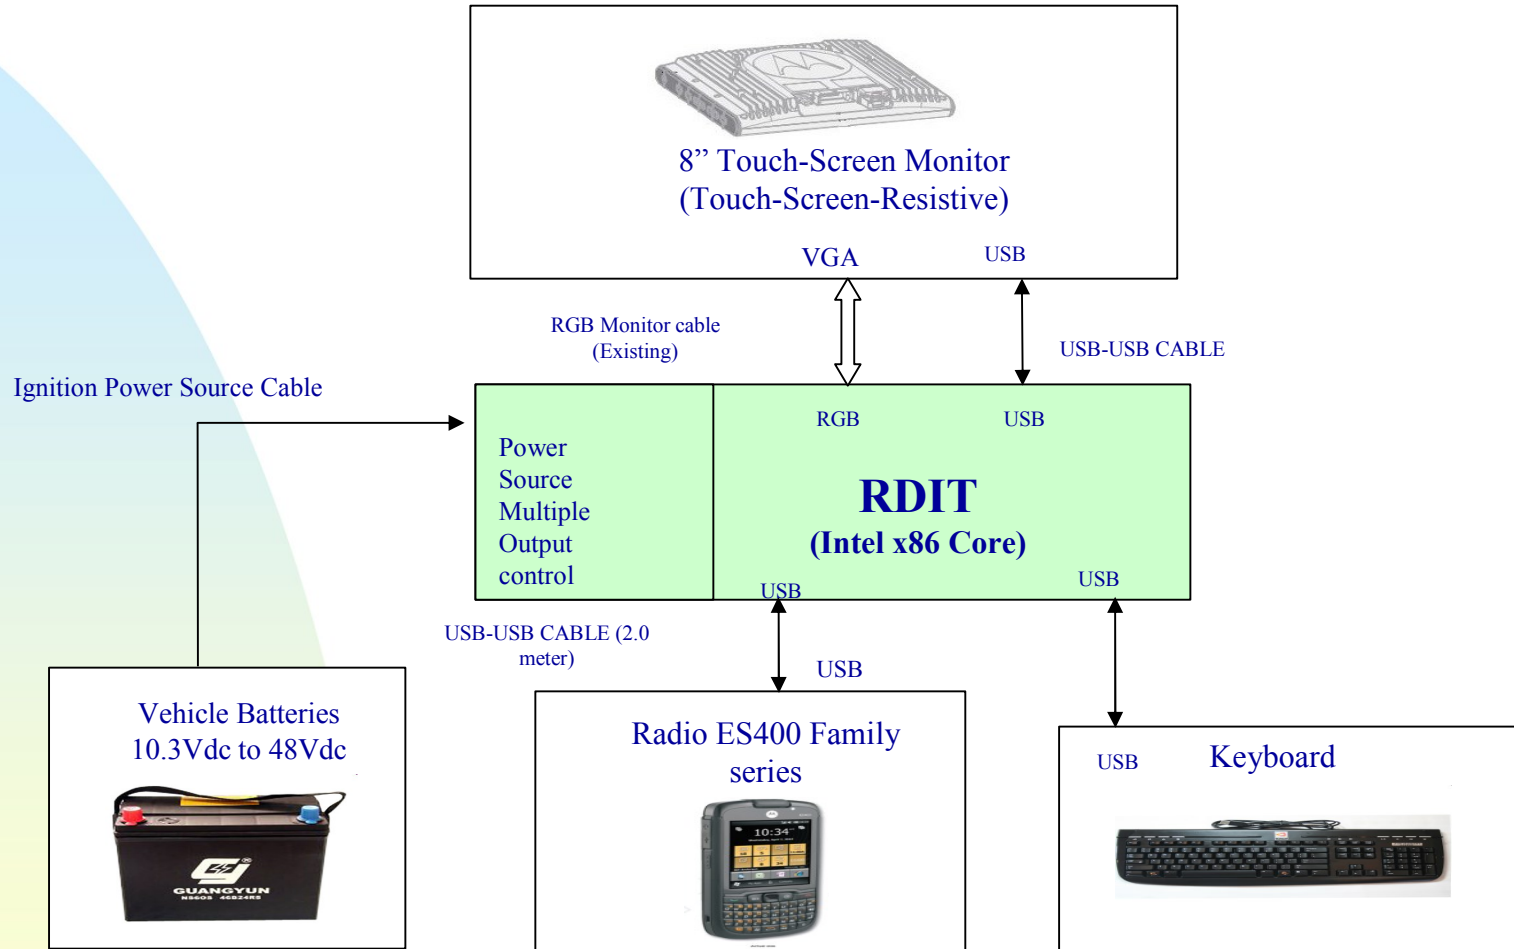 8” Touch-Screen Monitor
(Touch-Screen-Resistive)
VGA
USB
RGB Monitor cable
(Existing)
USB-USB CABLE
Ignition Power Source Cable
Power
Source
Multiple
Output
control
RGB
USB
RDIT
(Intel x86 Core)
USB
USB
USB-USB CABLE (2.0
meter)
USB
Vehicle Batteries
10.3Vdc to 48Vdc
GUANGYUN
Radio ES400 Family
series
10:34
USB
Keyboard